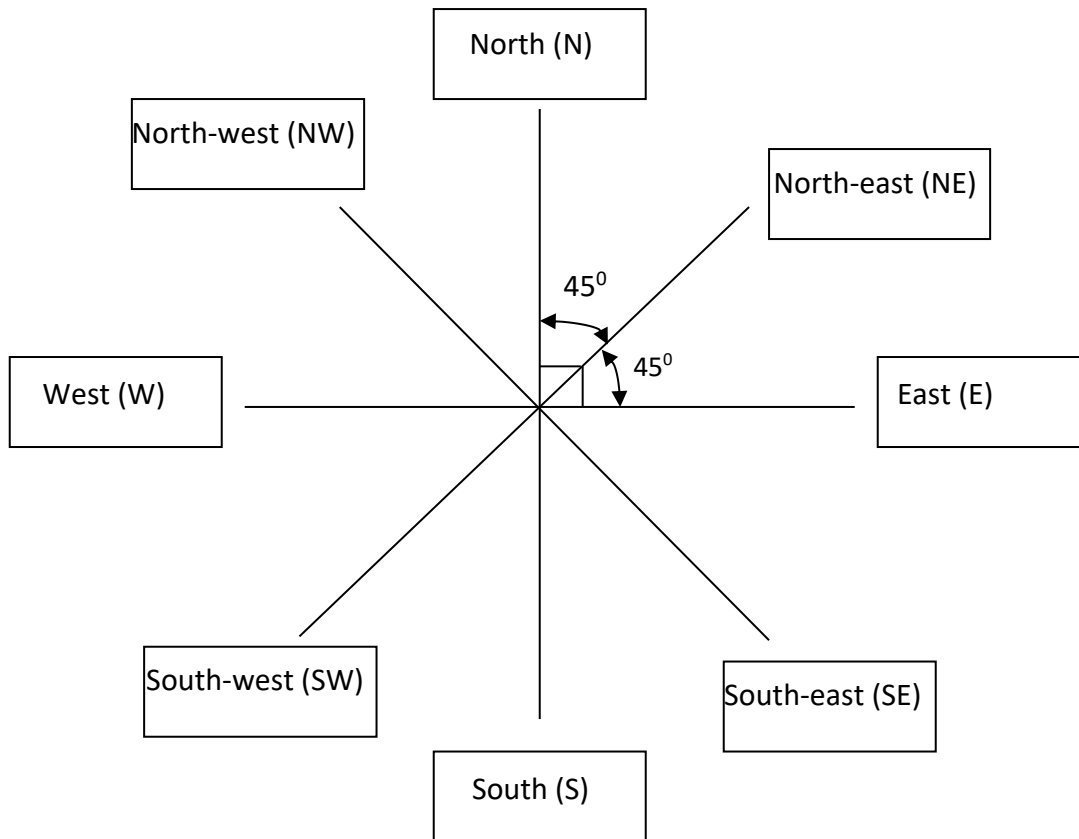 North (N)
North-west (NW)
North-east (NE)
45⁰
45⁰
West (W)
East (E)
South-west (SW)
South-east (SE)
South (S)